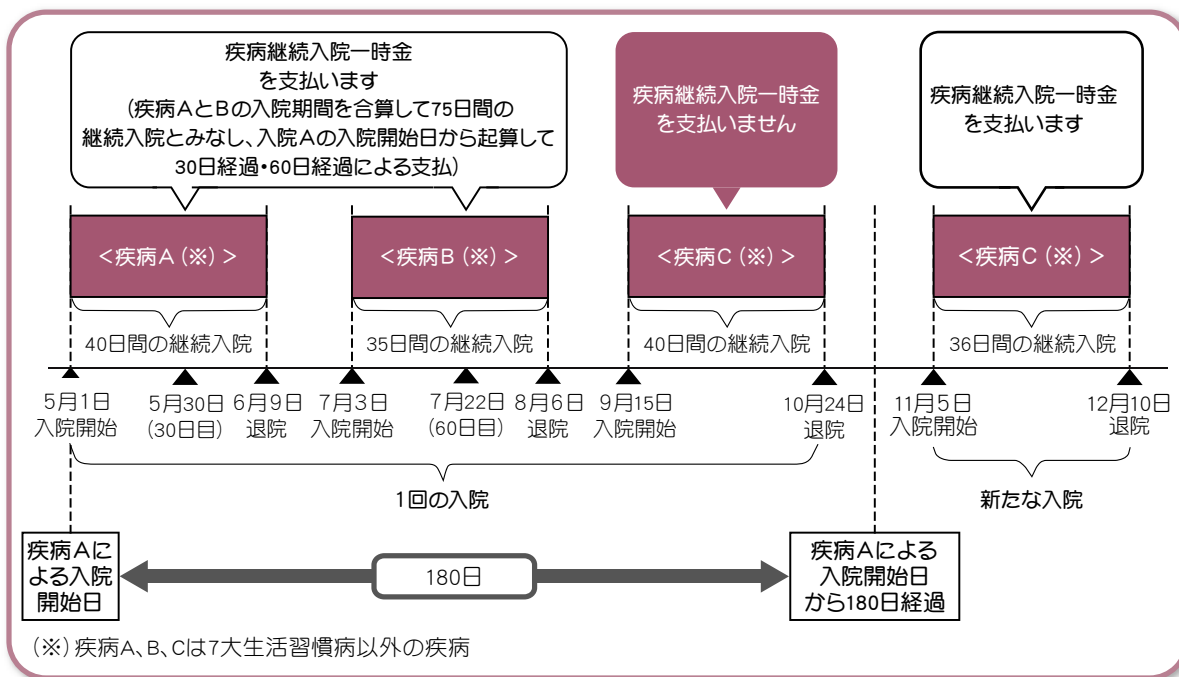 疾病継続入院一時金
を支払います
（疾病AとBの入院期間を合算して75日間の
継続入院とみなし、入院Aの入院開始日から起算して
30日経過・60日経過による支払）
疾病継続入院一時金
を支払いません
疾病継続入院一時金
を支払います
＜疾病A（※）＞
＜疾病B（※）＞
＜疾病C（※）＞
＜疾病C（※）＞
40日間の継続入院
35日間の継続入院
40日間の継続入院
36日間の継続入院
5月1日
入院開始
5月30日
(30日目)
6月9日
退院
7月3日
入院開始
7月22日
(60日目)
8月6日
退院
9月15日
入院開始
10月24日
退院
11月5日
入院開始
12月10日
退院
1回の入院
新たな入院
疾病Aに
よる入院
開始日
180日
疾病Aによる
入院開始日
から180日経過
（※）疾病A、B、Cは7大生活習慣病以外の疾病